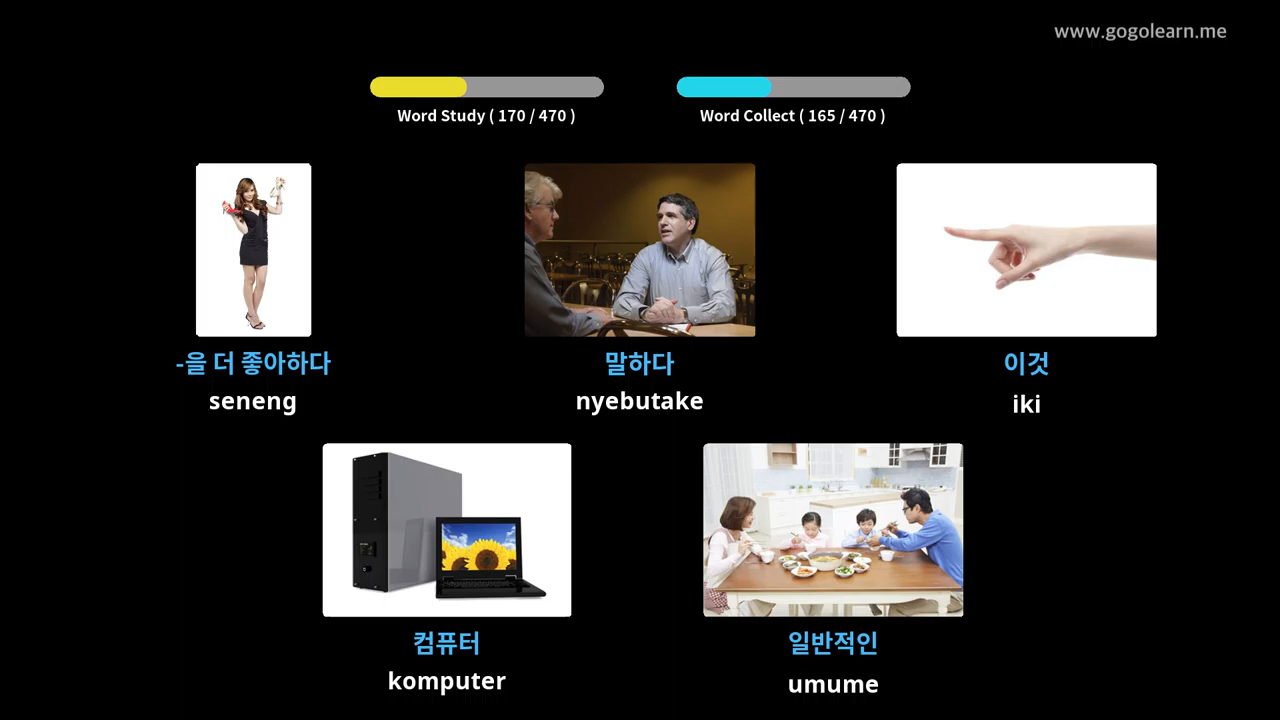 www.gogolearn.me
Word Study ( 170 / 470 )
Word Collect ( 165 / 470 )
-을 더 좋아하다
seneng
말하다
nyebutake
이것
iki
컴퓨터
komputer
일반적인
umume